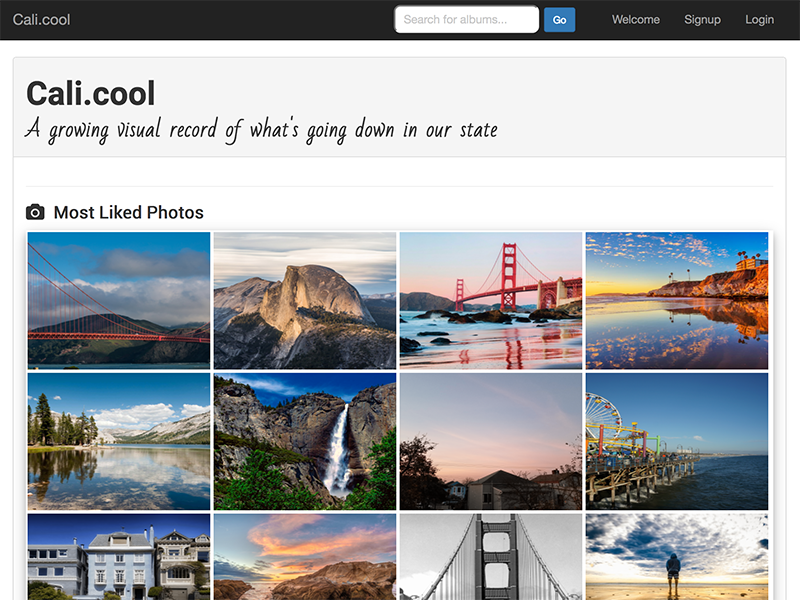 Cali.cool
Search for albums...
Go
Welcome
Signup
Login
Cali.cool
A growing visual record of what's going down in our state
Most Liked Photos